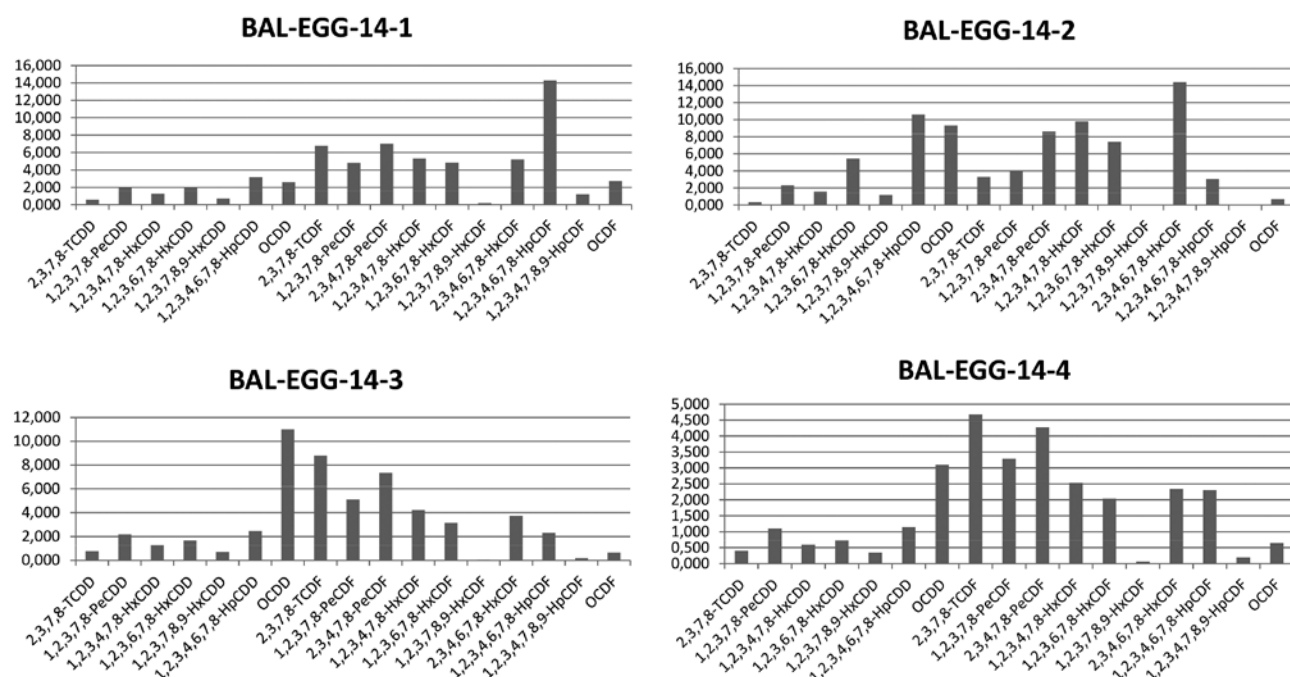 BAL-EGG-14-1
16,000
14,000
12,000
10,000
8,000
6,000
4,000
2,000
0,000
2,3,7,8-TCDD
1,2,3,7,8-PeCDD
1,2,3,4,7,8-HxCDD
1,2,3,6,7,8-HxCDD
1,2,3,7,8,9-HxCDD
1,2,3,4,6,7,8-HpCDD
OCDD
2,3,7,8-TCDF
1,2,3,7,8-PeCDF
2,3,4,7,8-PeCDF
1,2,3,4,7,8-HxCDF
1,2,3,6,7,8-HxCDF
1,2,3,7,8,9-HxCDF
2,3,4,6,7,8-HxCDF
1,2,3,4,6,7,8-HpCDF
1,2,3,4,7,8,9-HpCDF
OCDF
BAL-EGG-14-2
16,000
14,000
12,000
10,000
8,000
6,000
4,000
2,000
0,000
2,3,7,8-TCDD
1,2,3,7,8-PeCDD
1,2,3,4,7,8-HxCDD
1,2,3,6,7,8-HxCDD
1,2,3,7,8,9-HxCDD
1,2,3,4,6,7,8-HpCDD
OCDD
2,3,7,8-TCDF
1,2,3,7,8-PeCDF
2,3,4,7,8-PeCDF
1,2,3,4,7,8-HxCDF
1,2,3,6,7,8-HxCDF
1,2,3,7,8,9-HxCDF
2,3,4,6,7,8-HxCDF
1,2,3,4,6,7,8-HpCDF
1,2,3,4,7,8,9-HpCDF
OCDF
BAL-EGG-14-3
12,000
10,000
8,000
6,000
4,000
2,000
0,000
2,3,7,8-TCDD
1,2,3,7,8-PeCDD
1,2,3,4,7,8-HxCDD
1,2,3,6,7,8-HxCDD
1,2,3,7,8,9-HxCDD
1,2,3,4,6,7,8-HpCDD
OCDD
2,3,7,8-TCDF
1,2,3,7,8-PeCDF
2,3,4,7,8-PeCDF
1,2,3,4,7,8-HxCDF
1,2,3,6,7,8-HxCDF
1,2,3,7,8,9-HxCDF
2,3,4,6,7,8-HxCDF
1,2,3,4,6,7,8-HpCDF
1,2,3,4,7,8,9-HpCDF
OCDF
BAL-EGG-14-4
5,000
4,500
4,000
3,500
3,000
2,500
2,000
1,500
1,000
0,500
0,000
2,3,7,8-TCDD
1,2,3,7,8-PeCDD
1,2,3,4,7,8-HxCDD
1,2,3,6,7,8-HxCDD
1,2,3,7,8,9-HxCDD
1,2,3,4,6,7,8-HpCDD
OCDD
2,3,7,8-TCDF
1,2,3,7,8-PeCDF
2,3,4,7,8-PeCDF
1,2,3,4,7,8-HxCDF
1,2,3,6,7,8-HxCDF
1,2,3,7,8,9-HxCDF
2,3,4,6,7,8-HxCDF
1,2,3,4,6,7,8-HpCDF
1,2,3,4,7,8,9-HpCDF
OCDF